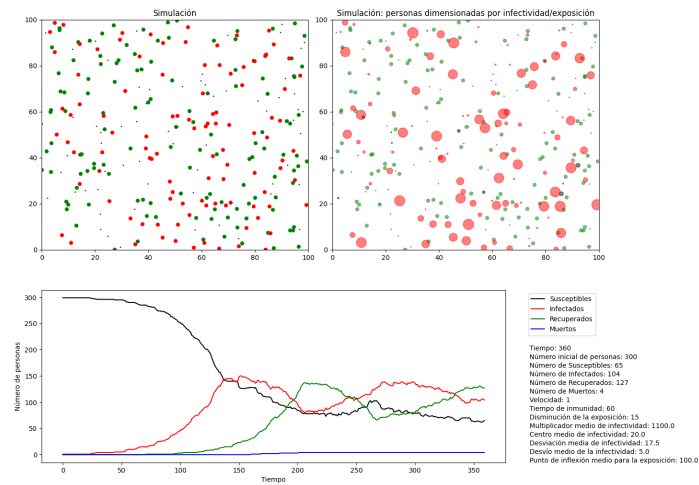 Simulación
Simulación: personas dimensionadas por infectividad/exposición
100
80
60
40
20
0
0 20 40 60 80 100
100
80
60
40
20
0
0 20 40 60 80 100
Número de personas
300
250
200
150
100
50
0
0 50 100 150 200 250 300 350
Tiempo
Susceptibles
Infectados
Recuperados
Muertos
Tiempo: 360
Número inicial de personas: 300
Número de Susceptibles: 65
Número de Infectados: 104
Número de Recuperados: 127
Número de Muertos: 4
Velocidad: 1
Tiempo de inmunidad: 60
Disminución de la exposición: 15
Multiplicador medio de infectividad: 1100.0
Centro medio de infectividad: 20.0
Desviación media de infectividad: 17.5
Desvío medio de infectividad: 5.0
Punto de inflexión medio para la exposición: 100.0